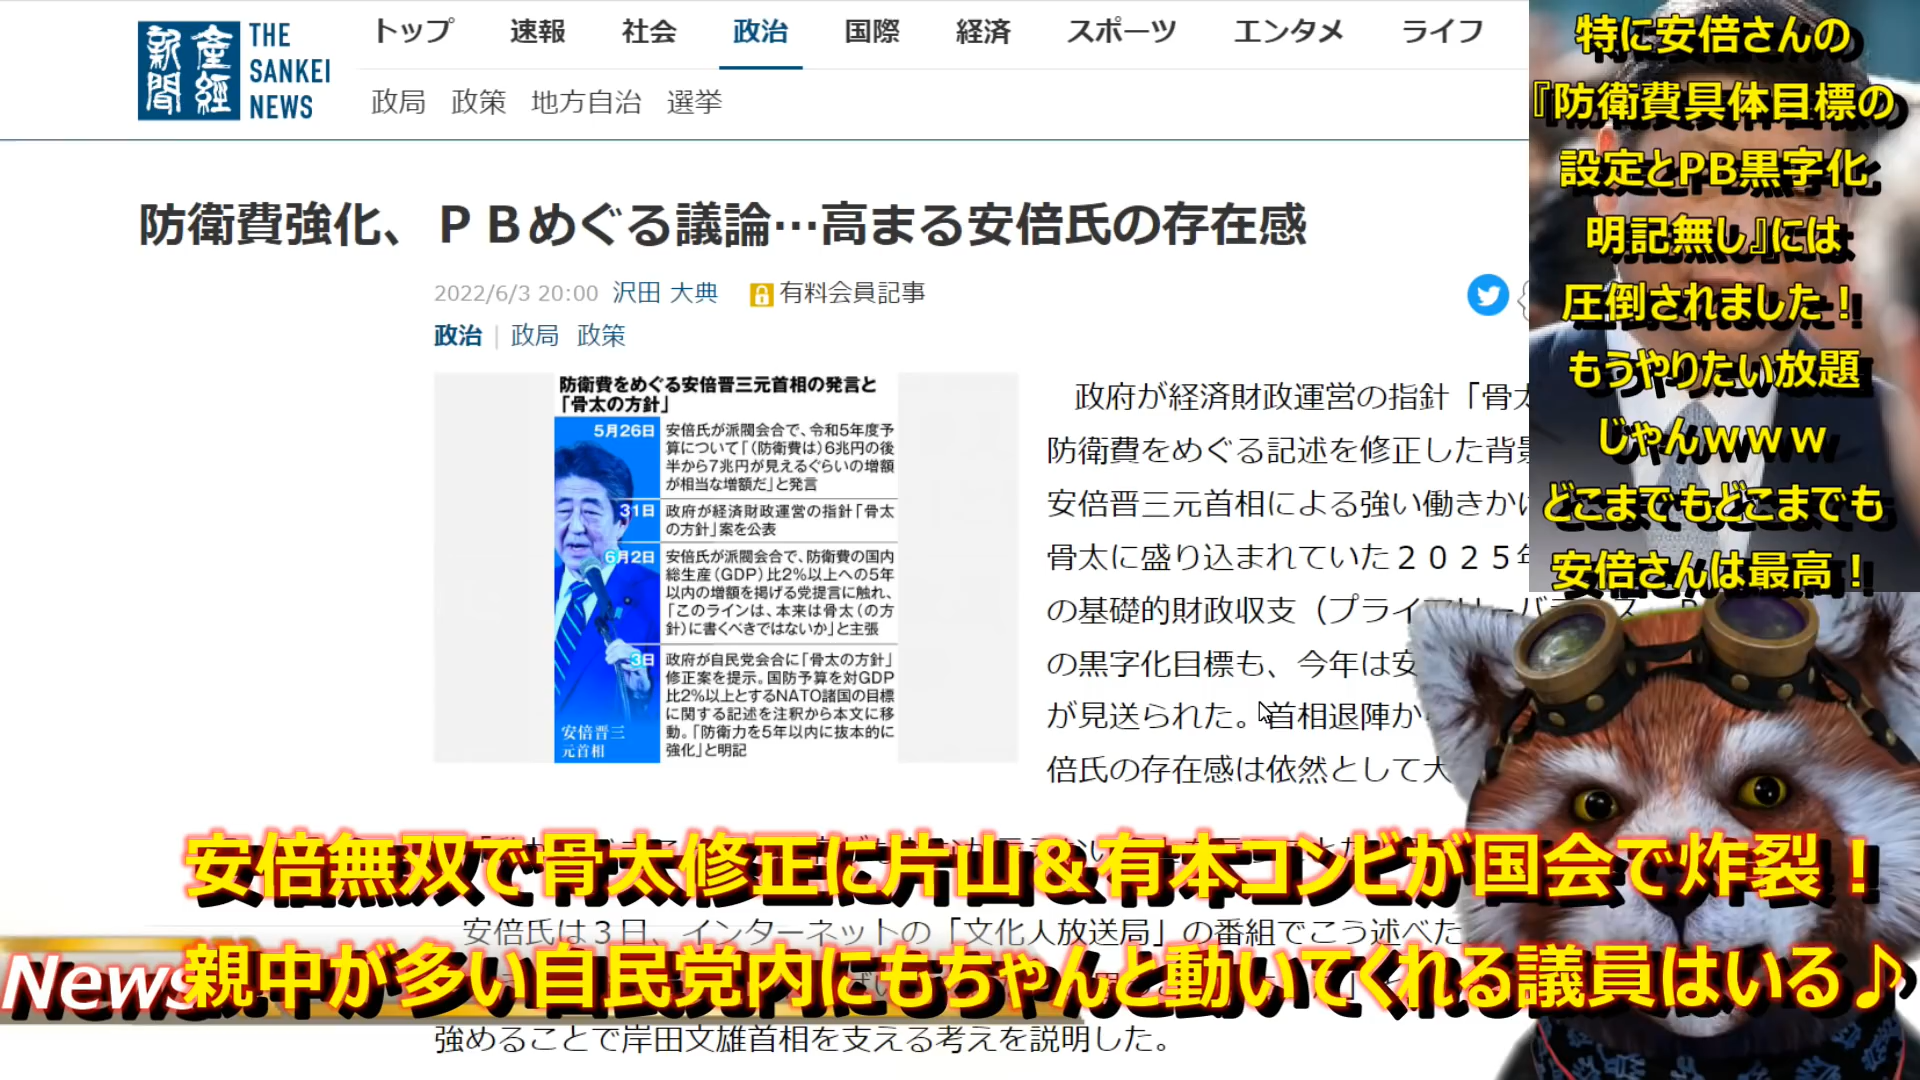 新聞 産經
THE
SANKEI
NEWS
トップ 速報 社会 政治 国際 経済 スポーツ エンタメ ライフ
政局 政策 地方自治 選挙
防衛費強化、ＰＢめぐる議論…高まる安倍氏の存在感
2022/6/3 20:00 沢田 大典 有料会員記事
政治 | 政局 政策
防衛費をめぐる安倍晋三元首相の発言と
「骨太の方針」
5月26日
安倍氏が派閥会合で、令和5年度予
算について「（防衛費は）6兆円の後
半から7兆円が見えるぐらいの増額
が相当な増額だ」と発言
31日
政府が経済財政運営の指針「骨太
の方針」案を公表
6月2日
安倍氏が派閥会合で、防衛費の国内
総生産（GDP）比2%以上への5年
以内の増額を掲げる党提言に触れ、
「このラインは、本来は骨太（の方
針）に書くべきではないか」と主張
3日
政府が自民党会合に「骨太の方針」
修正案を提示。国防予算を対GDP
比2%以上とするNATO諸国の目標
に関する記述を注釈から本文に移
動。「防衛力を5年以内に抜本的に
強化」と明記
安倍晋三
元首相
政府が経済財政運営の指針「骨太
防衛費をめぐる記述を修正した背景
安倍晋三元首相による強い働きかけ
骨太に盛り込まれていた２０２５年
の基礎的財政収支（プライマリーバランス
の黒字化目標も、今年は安
が見送られた。首相退陣か
倍氏の存在感は依然として大
特に安倍さんの
『防衛費具体目標の
設定とPB黒字化
明記無し』には
圧倒されました！
もうやりたい放題
じゃんｗｗｗ
どこまでもどこまでも
安倍さんは最高！
安倍無双で骨太修正に片山＆有本コンビが国会で炸裂！
安倍氏は３日、インターネットの「文化人放送局」の番組でこう述べた
News
親中が多い自民党内にもちゃんと動いてくれる議員はいる♪
強めることで岸田文雄首相を支える考えを説明した。